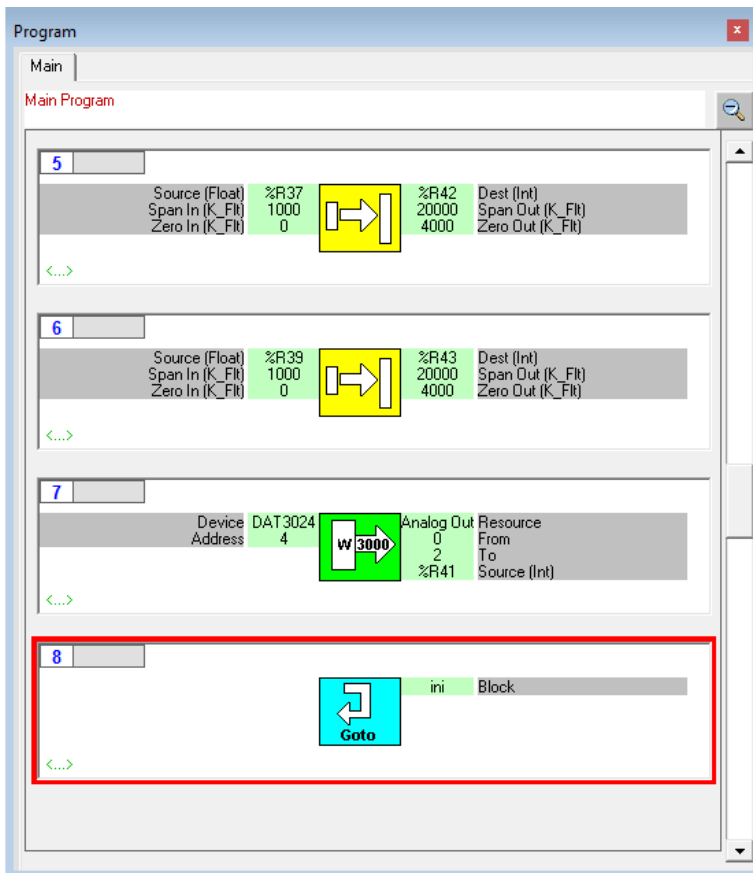 Program
x
Main
Main Program
5
Source (Float) %R37 %R42 Dest (Int)
Span In (K_Flt) 1000 20000 Span Out (K_Flt)
Zero In (K_Flt) 0 4000 Zero Out (K_Flt)
<...>
6
Source (Float) %R39 %R43 Dest (Int)
Span In (K_Flt) 1000 20000 Span Out (K_Flt)
Zero In (K_Flt) 0 4000 Zero Out (K_Flt)
<...>
7
Device DAT3024 Analog Out Resource
Address 4 W 3000 0 From
2 To
%R41 Source (Int)
<...>
8
ini Block
Goto
<...>